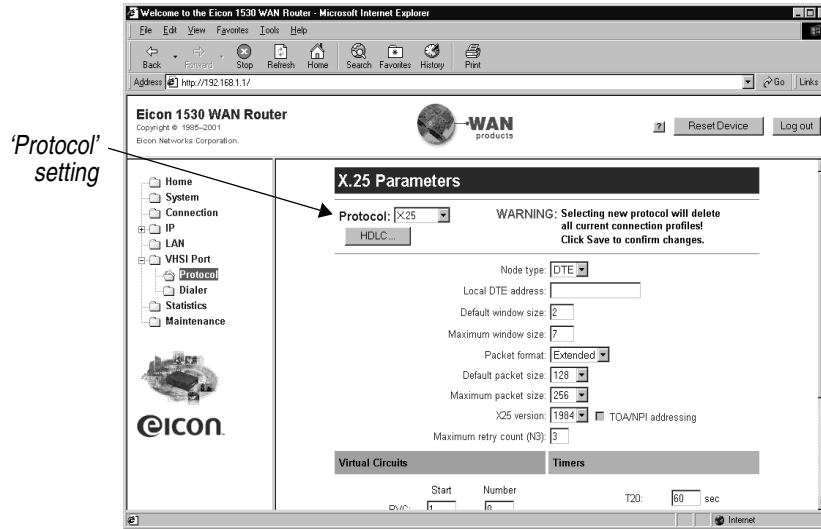 Welcome to the Eicon 1530 WAN Router - Microsoft Internet Explorer
File Edit View Favorites Tools Help
Back Forward Stop Refresh Home Search Favorites History Print
Address http://192.168.1.1/ Go Links
Eicon 1530 WAN Router
Copyright © 1985-2001
Eicon Networks Corporation.
WAN
products
? Reset Device Log out
'Protocol'
setting
Home
System
Connection
IP
LAN
VHSI Port
Protocol
Dialer
Statistics
Maintenance
eicon
X.25 Parameters
Protocol: X25
HDLC...
WARNING: Selecting new protocol will delete
all current connection profiles!
Click Save to confirm changes.
Node type: DTE
Local DTE address:
Default window size: 2
Maximum window size: 7
Packet format: Extended
Default packet size: 128
Maximum packet size: 256
X25 version: 1984 TOA/NPI addressing
Maximum retry count (N3): 3
Virtual Circuits Timers
Start Number
PVC: 1 0
T20: 60 sec
Internet